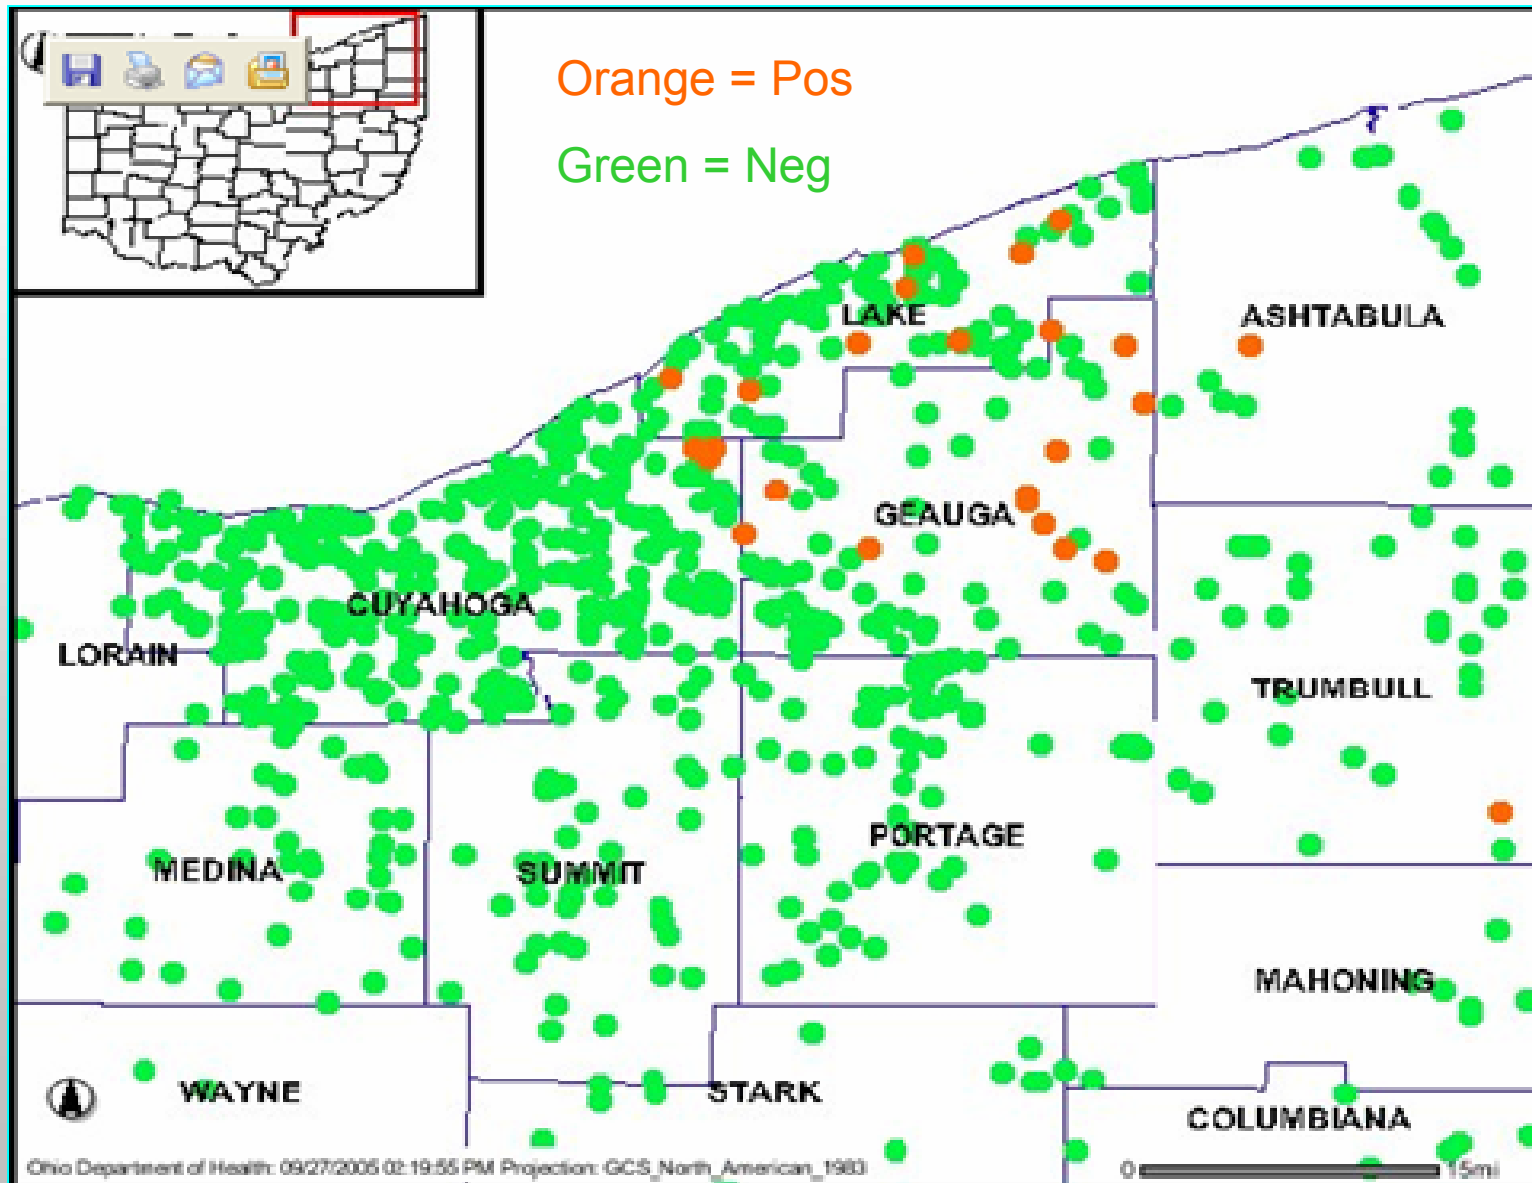 Orange = Pos
Green = Neg
LAKE
ASHTABULA
GEAUGA
CUYAHOGA
LORAIN
TRUMBULL
PORTAGE
MEDINA
SUMMIT
MAHONING
WAYNE
STARK
COLUMBIANA
Ohio Department of Health: 09/27/2005 02:19:55 PM Projection: GCS_North_American_1983
0 15mi